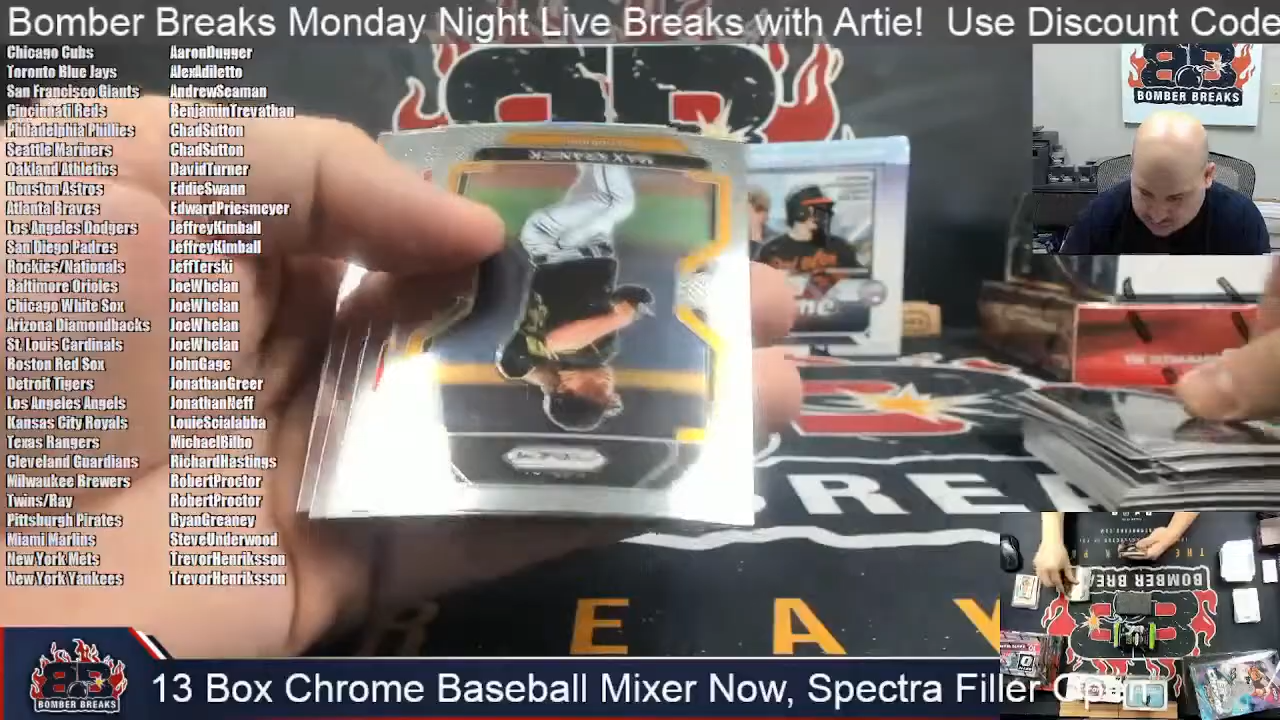 Bomber Breaks Monday Night Live Breaks with Artie! Use Discount Code
Chicago Cubs AaronDugger
Toronto Blue Jays AlexAdiletto
San Francisco Giants AndrewSeaman
Cincinnati Reds BenjaminTrevathan
Philadelphia Phillies ChadSutton
Seattle Mariners ChadSutton
Oakland Athletics DavidTurner
Houston Astros EddieSwann
Atlanta Braves EdwardPriesmeyer
Los Angeles Dodgers JeffreyKimball
San Diego Padres JeffreyKimball
Rockies/Nationals JeffTerski
Baltimore Orioles JoeWhelan
Chicago White Sox JoeWhelan
Arizona Diamondbacks JoeWhelan
St. Louis Cardinals JoeWhelan
Boston Red Sox JohnGage
Detroit Tigers JonathanGreer
Los Angeles Angels JonathanNeff
Kansas City Royals LouieScialabba
Texas Rangers MichaelBilho
Cleveland Guardians RichardHastings
Milwaukee Brewers RobertProctor
Twins/Ray RobertProctor
Pittsburgh Pirates RyanGreaney
Miami Marlins SteveUnderwood
New York Mets TrevorHenriksson
New York Yankees TrevorHenriksson
BOMBER BREAKS
BREA
E A
BOMBER BREA
BOMBER BREAKS
13 Box Chrome Baseball Mixer Now, Spectra Filler Open